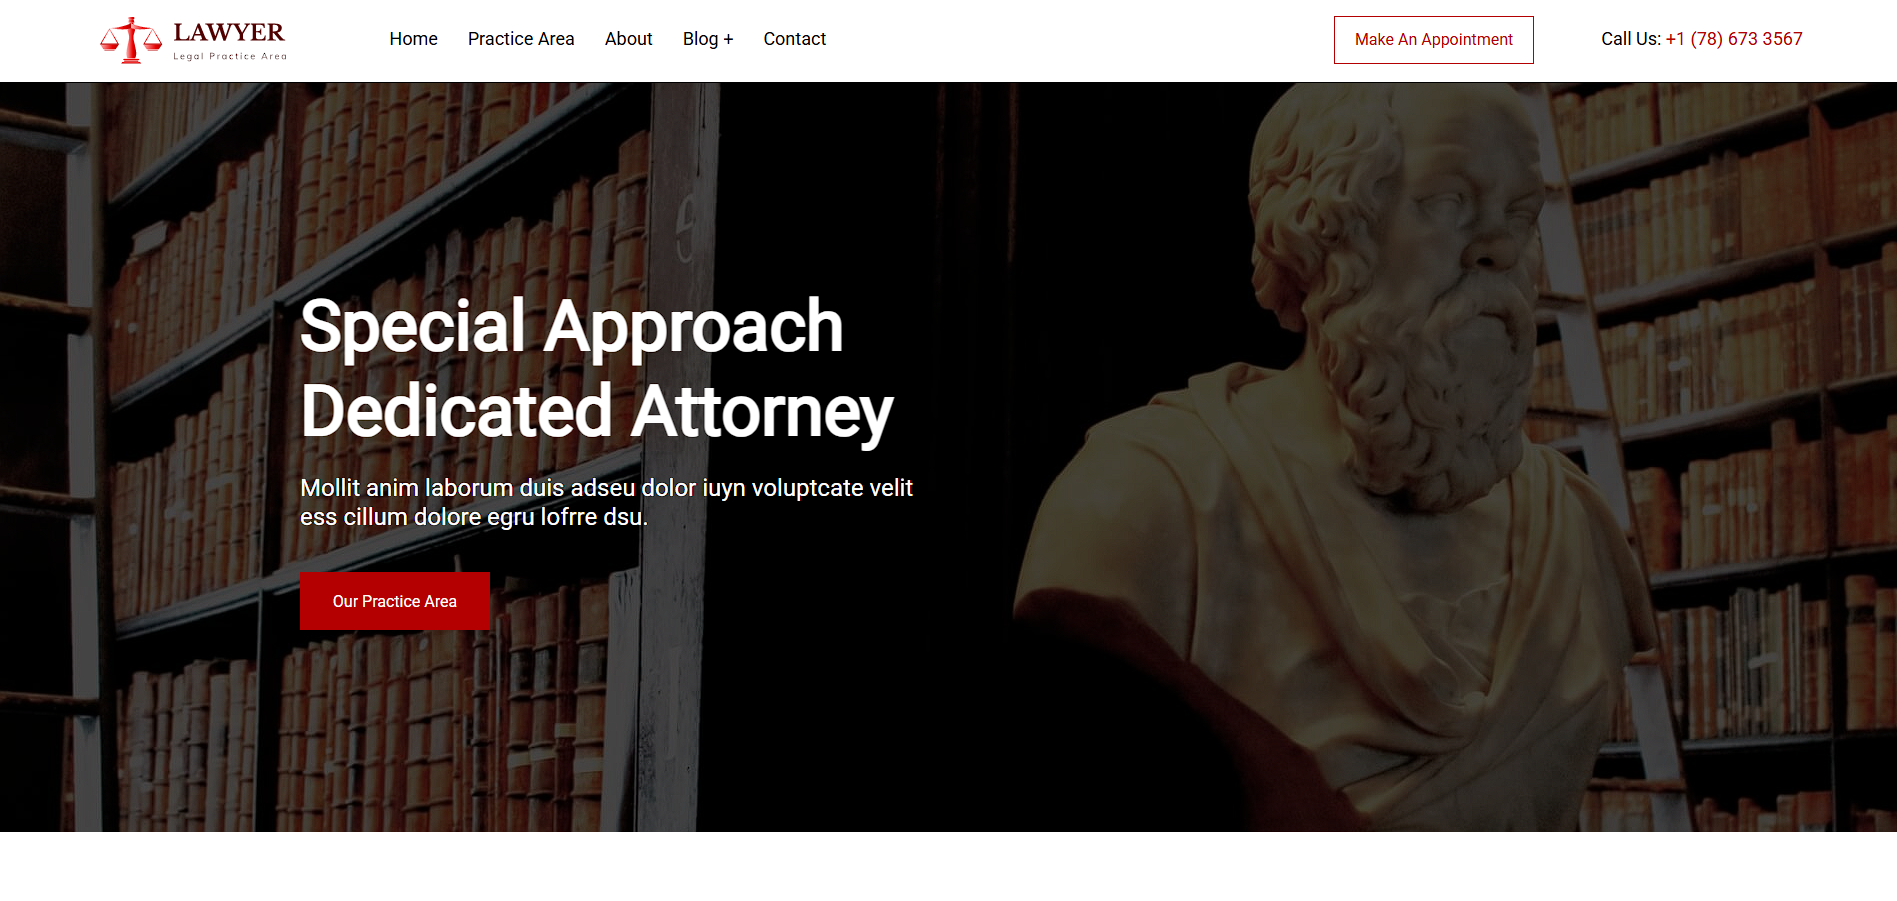 LAWYER
Legal Practice Area
Home
Practice Area
About
Blog +
Contact
Make An Appointment
Call Us: +1 (78) 673 3567
Special Approach
Dedicated Attorney
Mollit anim laborum duis adseu dolor iuyn voluptcate velit
ess cillum dolore egru lofrre dsu.
Our Practice Area